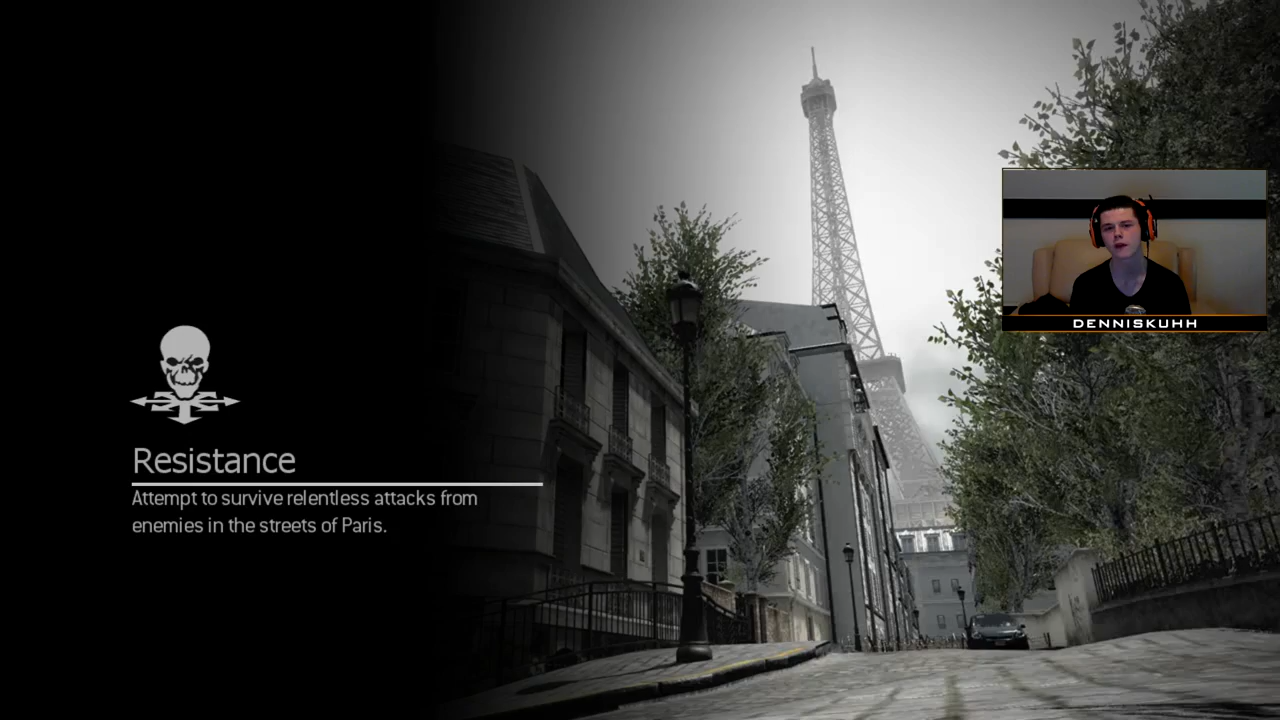 DENNISKUHH
Resistance
Attempt to survive relentless attacks from
enemies in the streets of Paris.